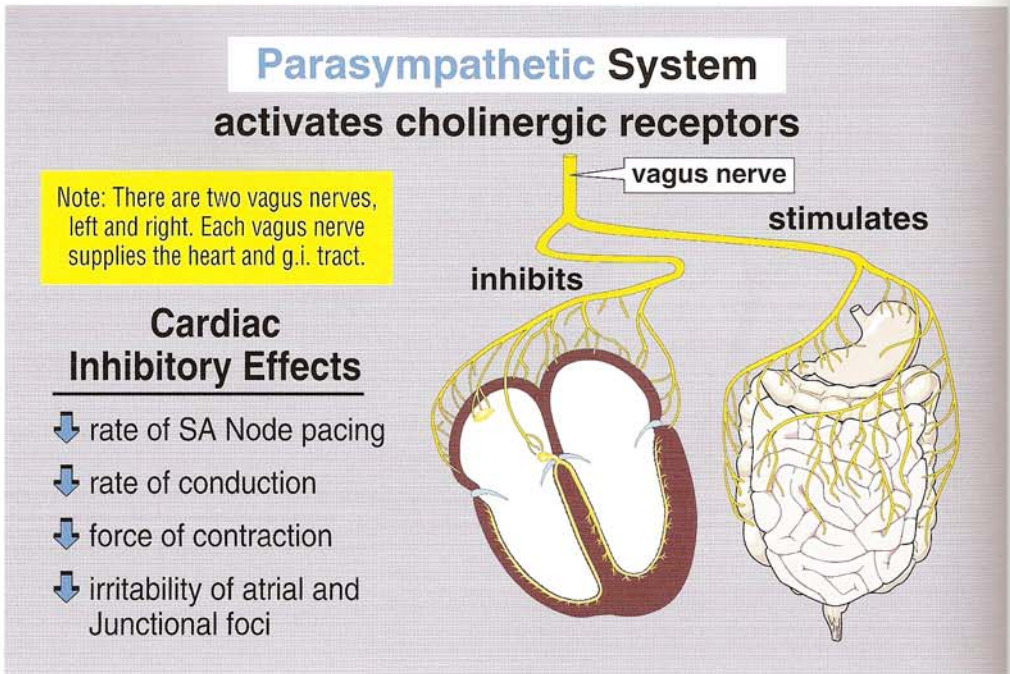 Parasympathetic System
activates cholinergic receptors
vagus nerve
Note: There are two vagus nerves,
left and right. Each vagus nerve
supplies the heart and g.i. tract.
stimulates
inhibits
Cardiac
Inhibitory Effects
rate of SA Node pacing
rate of conduction
force of contraction
irritability of atrial and
Junctional foci